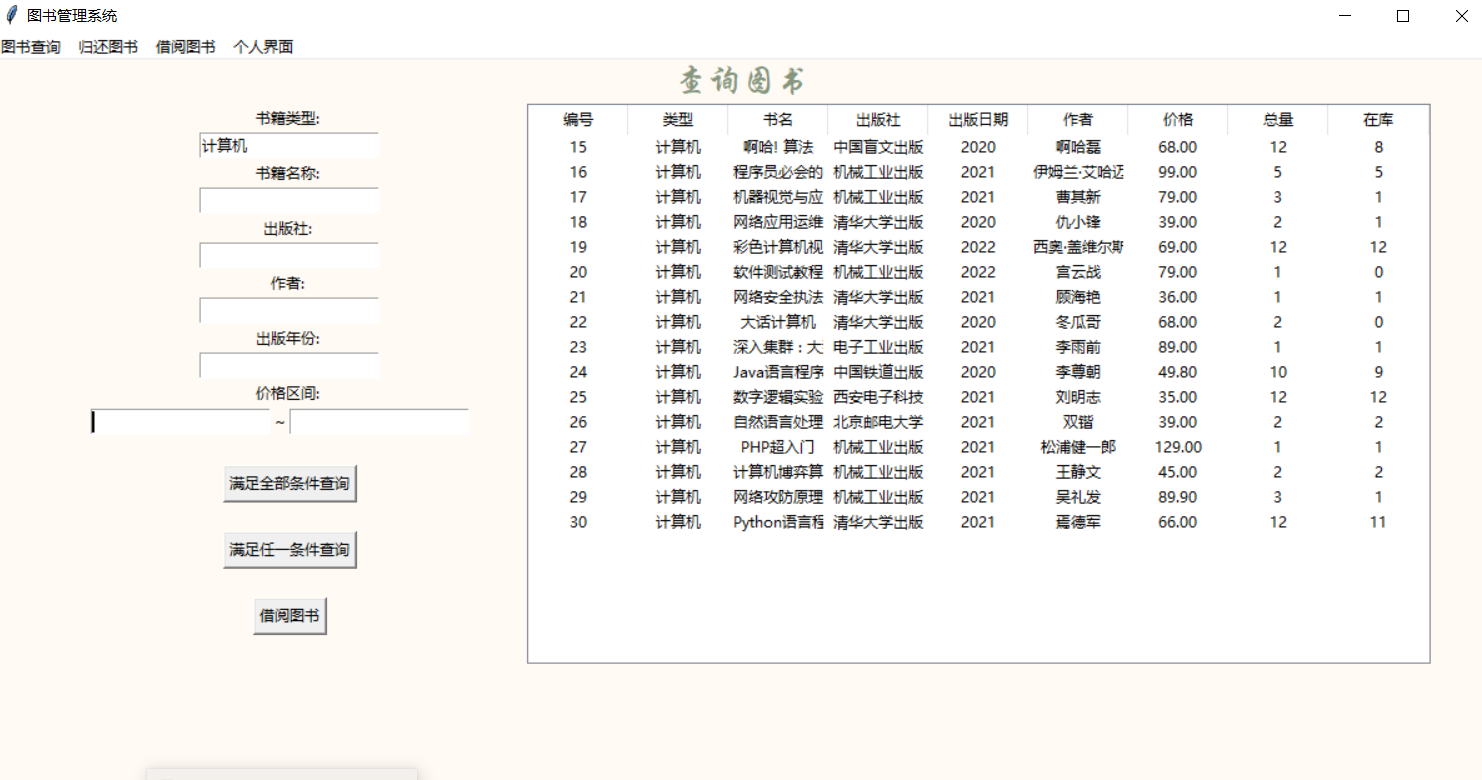 图书管理系统
图书查询 归还图书 借阅图书 个人界面
查询图书
书籍类型:
计算机
书籍名称:
出版社:
作者:
出版年份:
价格区间:
~
满足全部条件查询
满足任一条件查询
借阅图书
编号 类型 书名 出版社 出版日期 作者 价格 总量 在库
15 计算机 啊哈! 算法 中国盲文出版 2020 啊哈磊 68.00 12 8
16 计算机 程序员必会的 机械工业出版 2021 伊姆兰·艾哈迈 99.00 5 5
17 计算机 机器视觉与应 机械工业出版 2021 曹其新 79.00 3 1
18 计算机 网络应用运维 清华大学出版 2020 仇小锋 39.00 2 1
19 计算机 彩色计算机视 清华大学出版 2022 西奥·盖维尔斯 69.00 12 12
20 计算机 软件测试教程 机械工业出版 2022 宫云战 79.00 1 0
21 计算机 网络安全执法 清华大学出版 2021 顾海艳 36.00 1 1
22 计算机 大话计算机 清华大学出版 2020 冬瓜哥 68.00 2 0
23 计算机 深入集群：大 电子工业出版 2021 李雨前 89.00 1 1
24 计算机 Java语言程序 中国铁道出版 2020 李尊朝 49.80 10 9
25 计算机 数字逻辑实验 西安电子科技 2021 刘明志 35.00 12 12
26 计算机 自然语言处理 北京邮电大学 2021 双锴 39.00 2 2
27 计算机 PHP超入门 机械工业出版 2021 松浦健一郎 129.00 1 1
28 计算机 计算机博弈算 机械工业出版 2021 王静文 45.00 2 2
29 计算机 网络攻防原理 机械工业出版 2021 吴礼发 89.90 3 1
30 计算机 Python语言程 清华大学出版 2021 焉德军 66.00 12 11